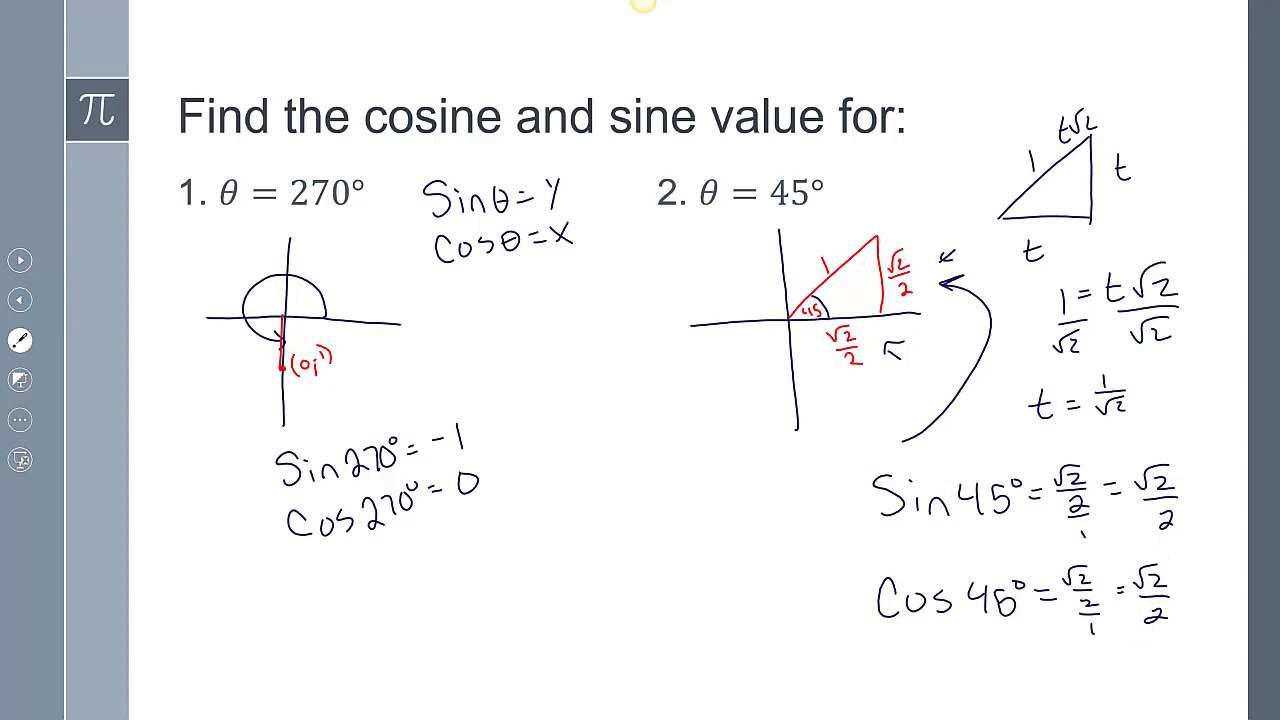 π
Find the cosine and sine value for:
1. θ = 270°
Sinθ = y
Cosθ = x
(0,-1)
Sin270° = -1
Cos270° = 0
2. θ = 45°
1
√2/2
45
√2/2
t√2
1
t
t
1/√2 = t√2/√2
t = 1/√2
Sin45° = √2/2/1 = √2/2
Cos45° = √2/2/1 = √2/2